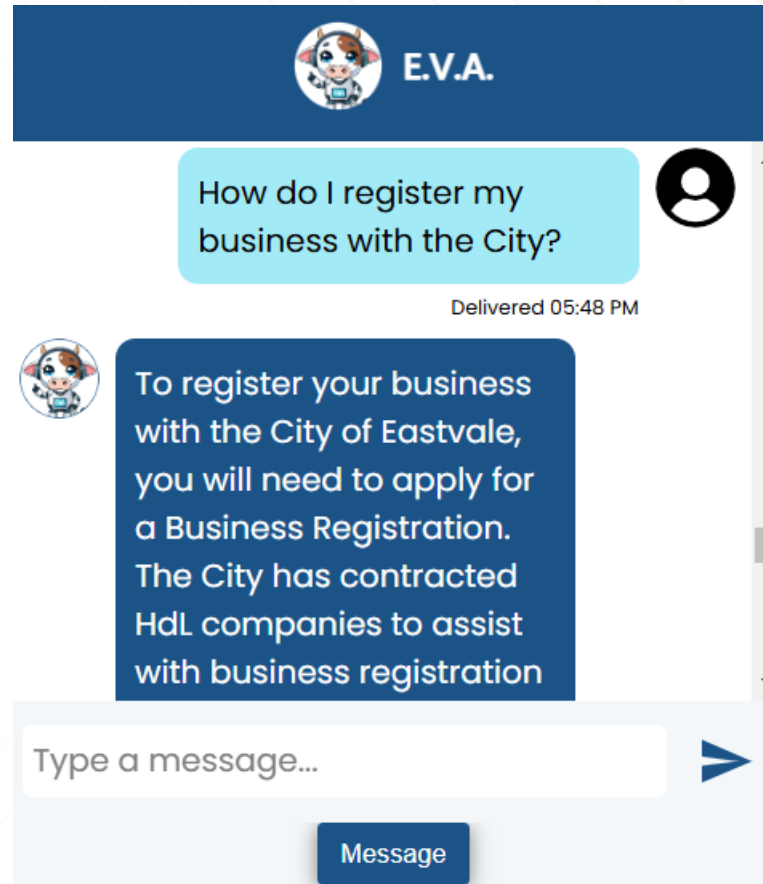 E.V.A.
How do I register my
business with the City?
Delivered 05:48 PM
To register your business
with the City of Eastvale,
you will need to apply for
a Business Registration.
The City has contracted
HdL companies to assist
with business registration
Type a message...
Message